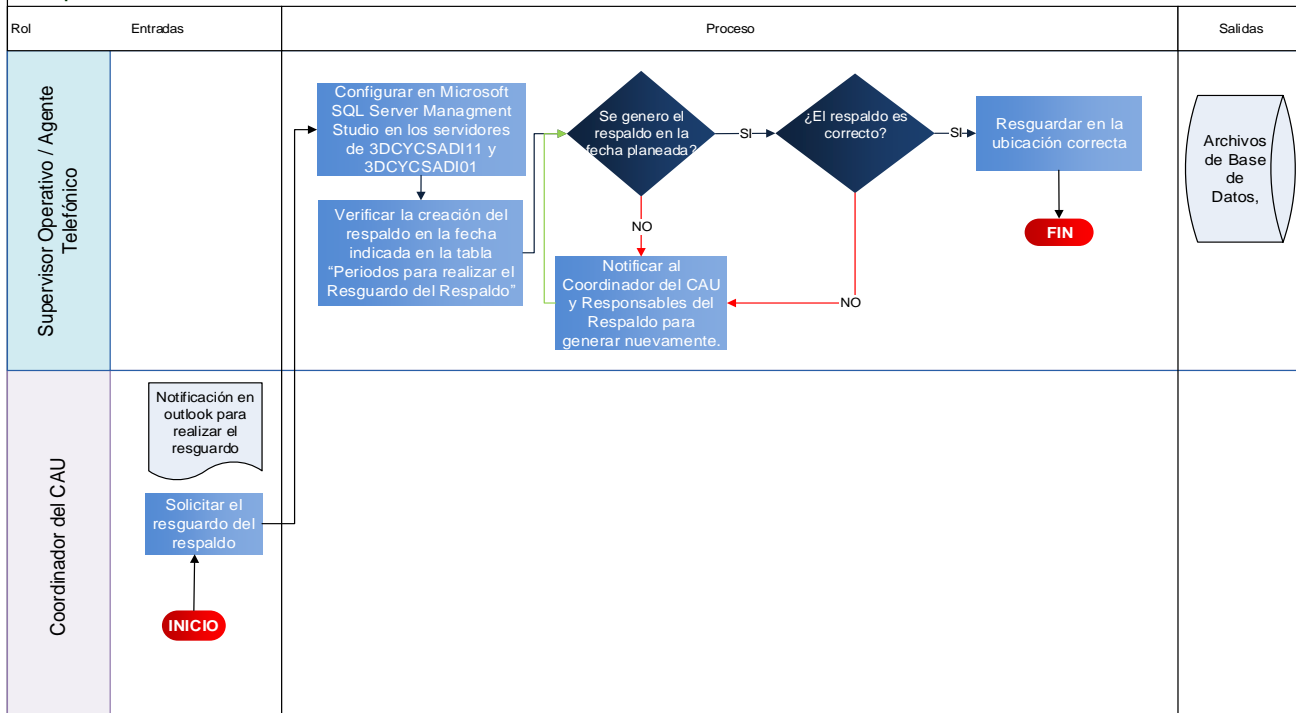 Rol
Entradas
Proceso
Salidas
Supervisor Operativo / Agente
Telefónico
Configurar en Microsoft
SQL Server Managment
Studio en los servidores
de 3DCYCSADI11 y
3DCYCSADI01
Verificar la creación del
respaldo en la fecha
indicada en la tabla
“Periodos para realizar el
Resguardo del Respaldo”
Se genero el
respaldo en la
fecha planeada?
SI
¿El respaldo es
correcto?
SI
Resguardar en la
ubicación correcta
FIN
NO
Notificar al
Coordinador del CAU
y Responsables del
Respaldo para
generar nuevamente.
NO
Archivos
de Base
de
Datos,
Coordinador del CAU
Notificación en
outlook para
realizar el
resguardo
Solicitar el
resguardo del
respaldo
INICIO